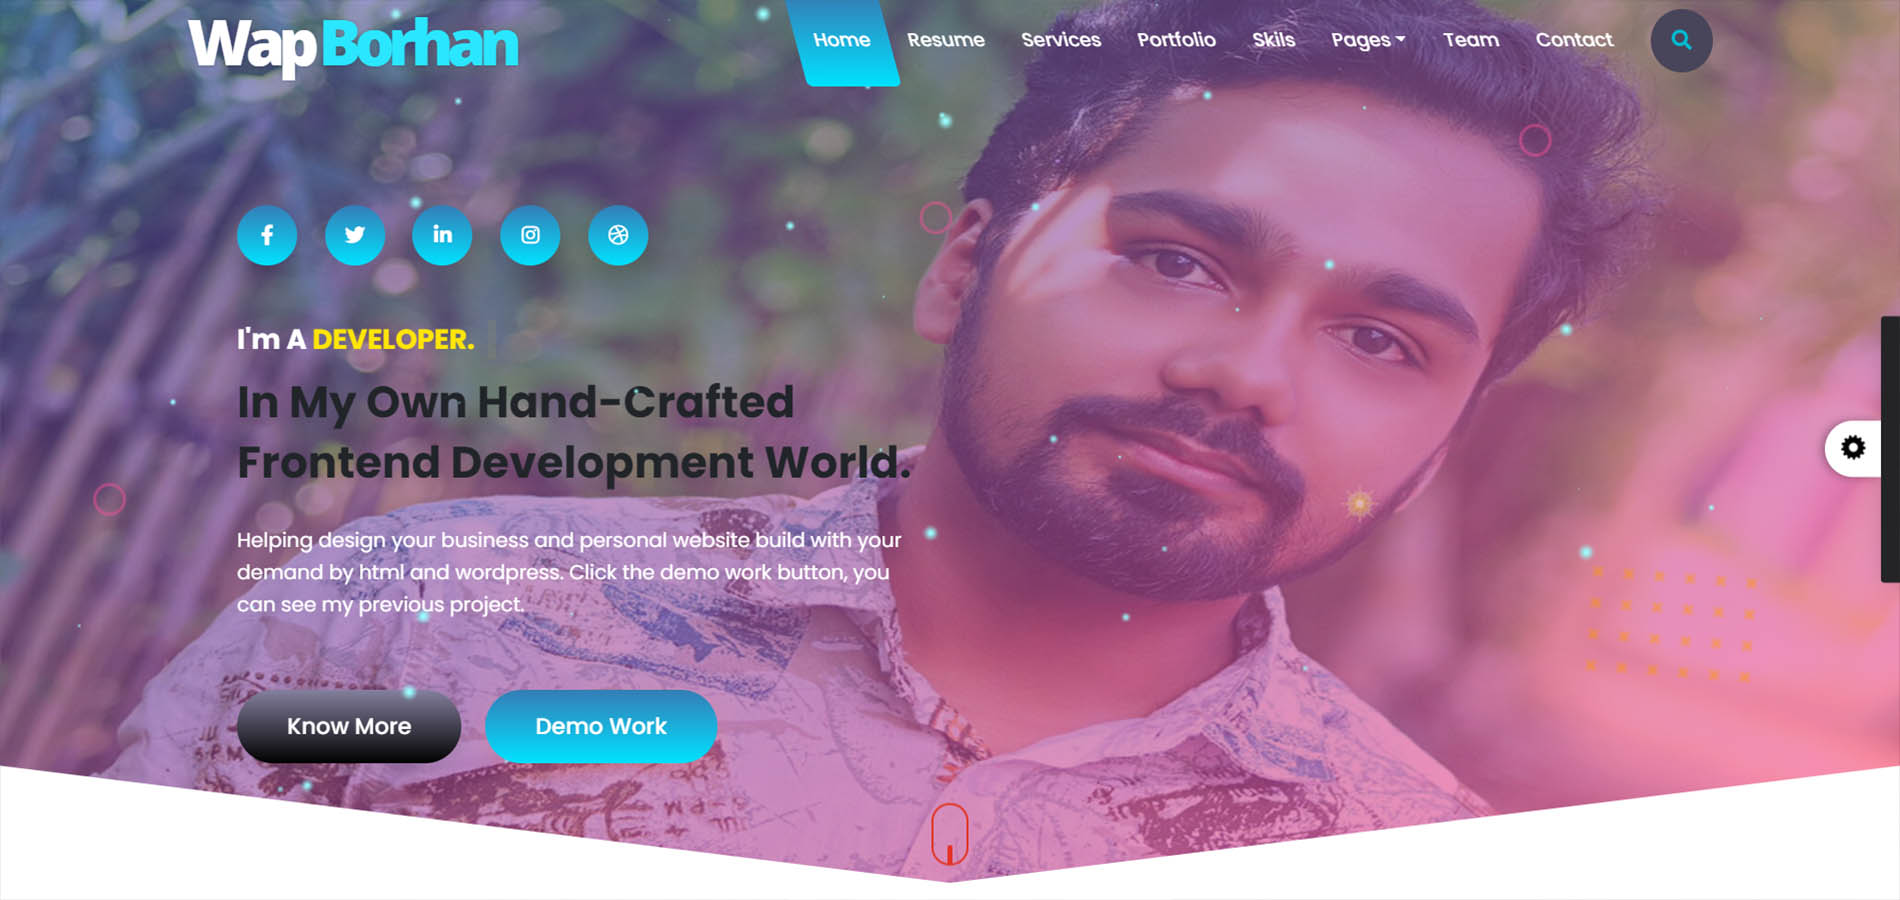 Wap Borhan
Home Resume Services Portfolio Skils Pages Team Contact
I'm A DEVELOPER.
In My Own Hand-Crafted
Frontend Development World.
Helping design your business and personal website build with your
demand by html and wordpress. Click the demo work button, you
can see my previous project.
Know More Demo Work